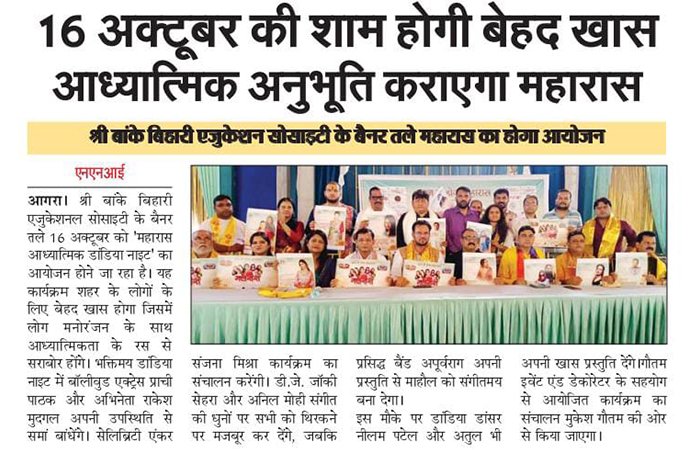 16 अक्टूबर की शाम होगी बेहद खास
आध्यात्मिक अनुभूति कराएगा महारास
श्री बांके बिहारी एजुकेशन सोसाइटी के बैनर तले महारास का होगा आयोजन
एनएनआई
आगरा। श्री बांके बिहारी
एजुकेशनल सोसाइटी के बैनर
तले 16 अक्टूबर को 'महारास
आध्यात्मिक डांडिया नाइट' का
आयोजन होने जा रहा है। यह
कार्यक्रम शहर के लोगों के
लिए बेहद खास होगा जिसमें
लोग मनोरंजन के साथ
आध्यात्मिकता के रस से
सराबोर होंगे। भक्तिमय डांडिया
नाइट में बॉलीवुड एक्ट्रेस प्राची
पाठक और अभिनेता राकेश
मुदगल अपनी उपस्थिति से
समां बांधेंगे। सेलिब्रिटी एंकर
संजना मिश्रा कार्यक्रम का
संचालन करेंगी। डी.जे. जॉकी
सेहरा और अनिल मोही संगीत
की धुनों पर सभी को थिरकने
पर मजबूर कर देंगे, जबकि
प्रसिद्ध बैंड अपूर्वराग अपनी
प्रस्तुति से माहौल को संगीतमय
बना देगा।
इस मौके पर डांडिया डांसर
नीलम पटेल और अतुल भी
अपनी खास प्रस्तुति देंगे।गौतम
इवेंट एंड डेकोरेटर के सहयोग
से आयोजित कार्यक्रम का
संचालन मुकेश गौतम की ओर
से किया जाएगा।